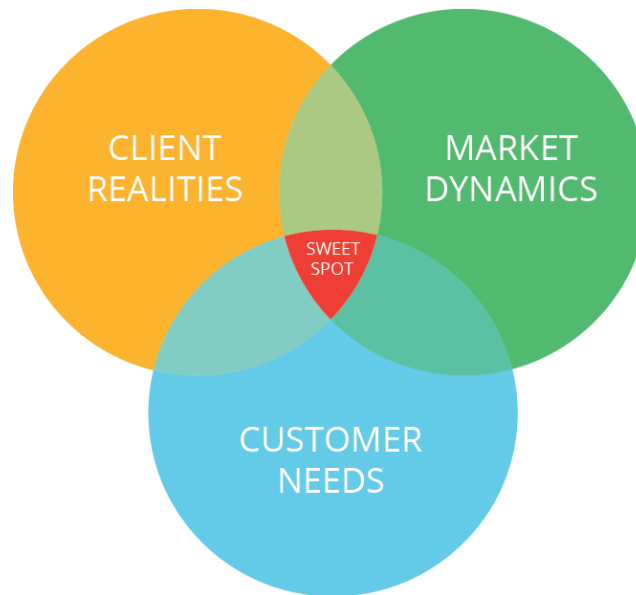 CLIENT
REALITIES
MARKET
DYNAMICS
SWEET
SPOT
CUSTOMER
NEEDS